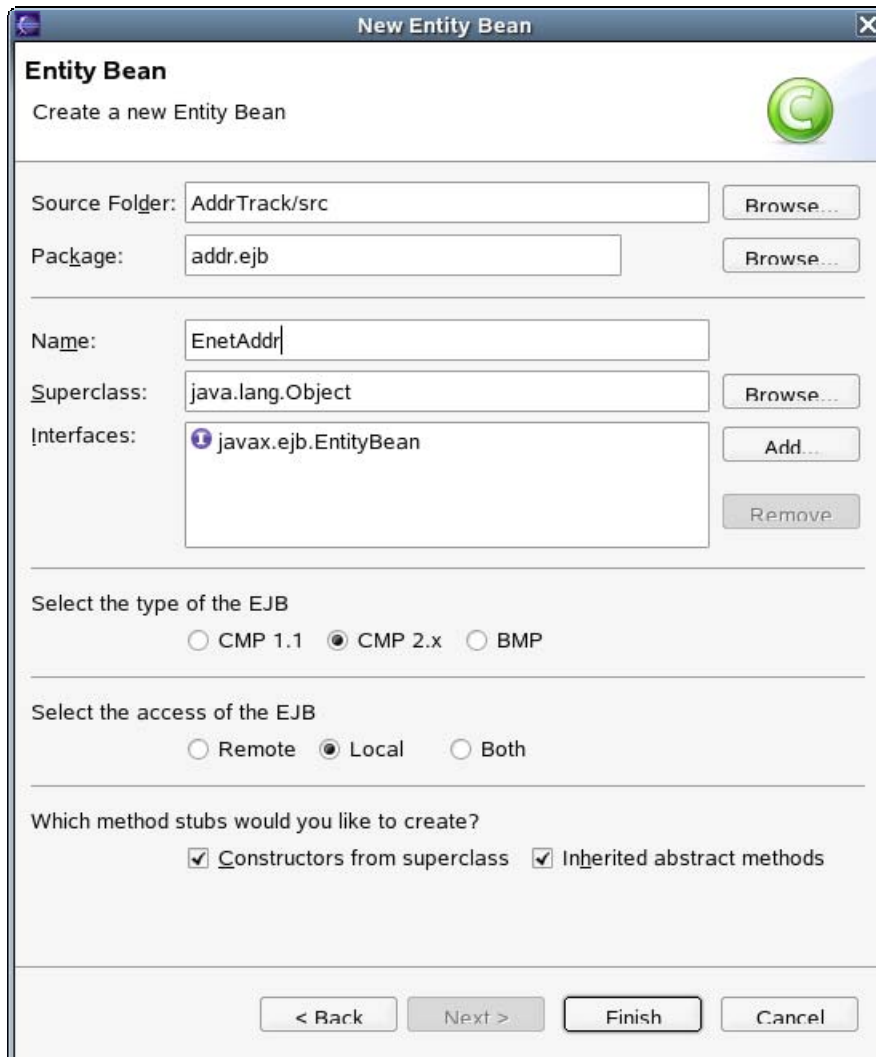 New Entity Bean
Entity Bean
Create a new Entity Bean
C
Source Folder: AddrTrack/src Browse...
Package: addr.ejb Browse...
Name: EnetAddr
Superclass: java.lang.Object Browse...
Interfaces: I javax.ejb.EntityBean Add...
Remove
Select the type of the EJB
CMP 1.1 CMP 2.x BMP
Select the access of the EJB
Remote Local Both
Which method stubs would you like to create?
Constructors from superclass Inherited abstract methods
< Back Next > Finish Cancel